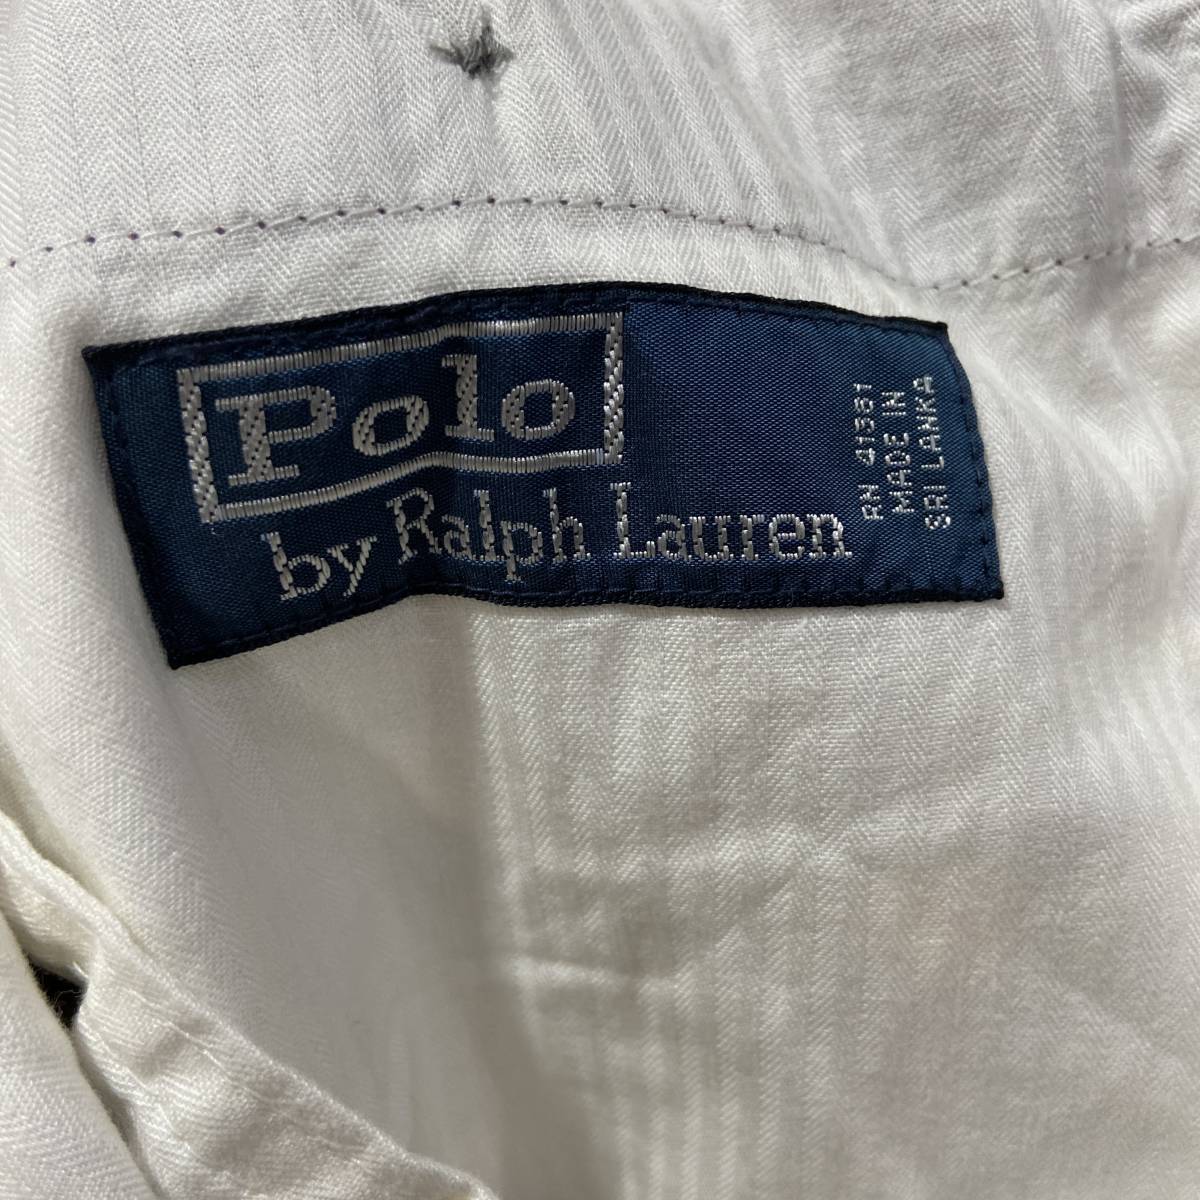 Polo
by Ralph Lauren
RN 41381
MADE IN
SRI LANKA